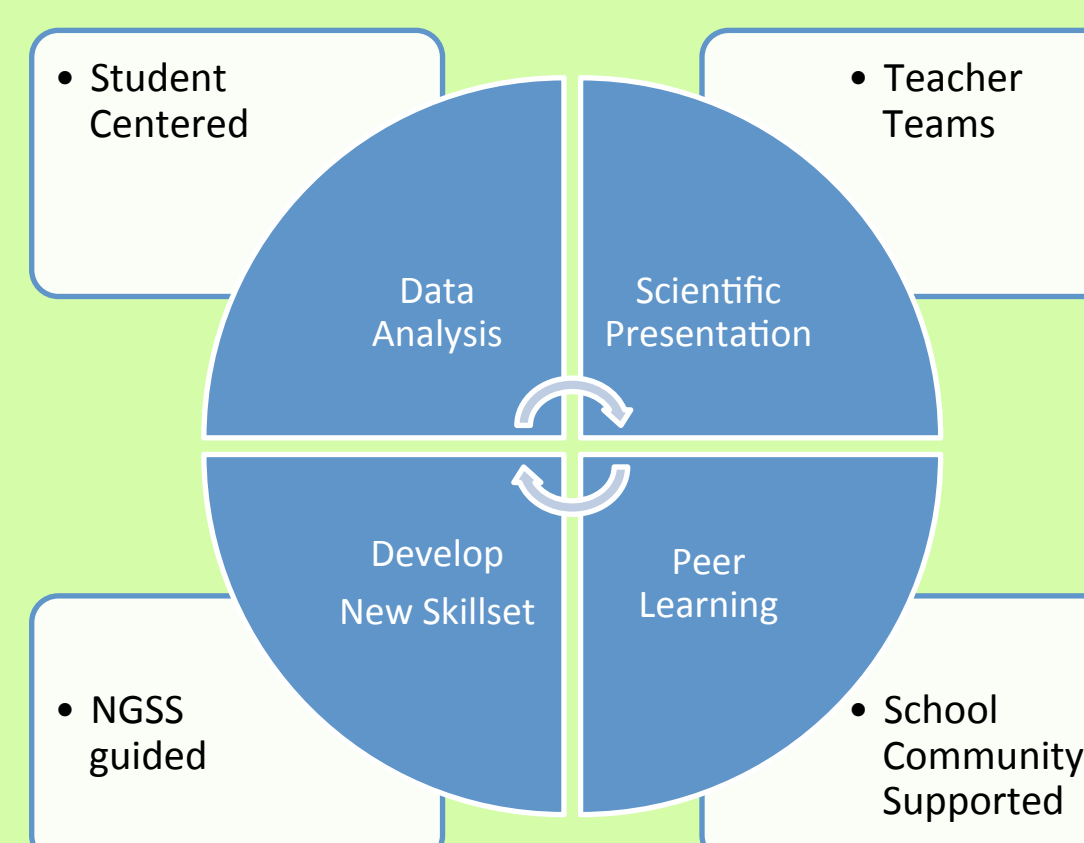 • Student
Centered
• Teacher
Teams
Data
Analysis
Scientific
Presentation
Develop
New Skillset
Peer
Learning
• NGSS
guided
• School
Community
Supported